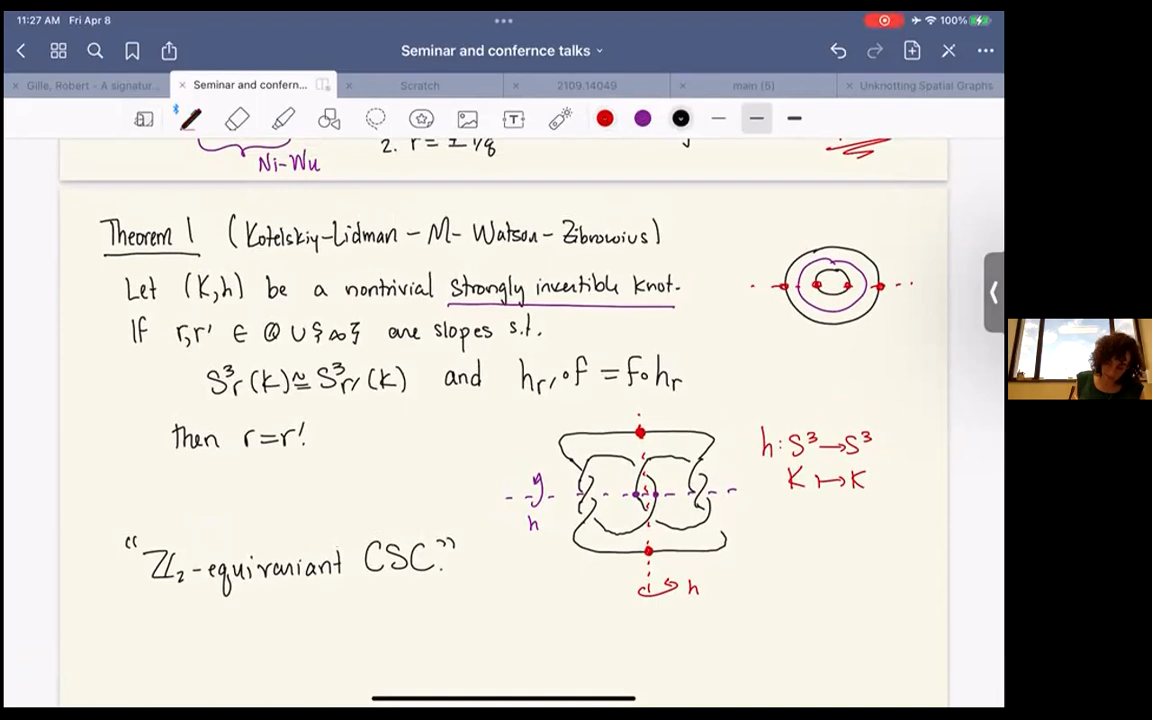 11:27 AM Fri Apr 8
100%
Seminar and confernce talks
Gille, Robert - A signatur...
Seminar and confern...
Scratch
2109.14049
main (5)
Unknotting Spatial Graphs
Ni-Wu
2. r = ± 1/q
Theorem 1 (Kotelskiy-Lidman-M-Watson-Zibrowius)
Let (K,h) be a nontrivial strongly invertible knot.
If r,r' ∈ Q ∪ {∞} are slopes s.t.
S³r(K) ≅ S³r'(K) and hr' ∘ f = f ∘ hr
then r=r'!
h: S³ → S³
K ↦ K
h
h
"Z₂-equivariant CSC."